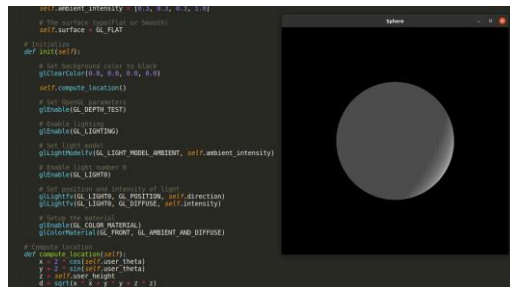 self.ambient_intensity = [0.3, 0.3, 0.3, 1.0]
# The surface type(Flat or Smooth)
self.surface = GL_FLAT
# Initialize
def init(self):
# Set background color to black
glClearColor(0.0, 0.0, 0.0, 0.0)
self.compute_location()
# Set OpenGL parameters
glEnable(GL_DEPTH_TEST)
# Enable lighting
glEnable(GL_LIGHTING)
# Set light model
glLightModelfv(GL_LIGHT_MODEL_AMBIENT, self.ambient_intensity)
# Enable light number 0
glEnable(GL_LIGHT0)
# Set position and intensity of light
glLightfv(GL_LIGHT0, GL_POSITION, self.direction)
glLightfv(GL_LIGHT0, GL_DIFFUSE, self.intensity)
# Setup the material
glEnable(GL_COLOR_MATERIAL)
glColorMaterial(GL_FRONT, GL_AMBIENT_AND_DIFFUSE)
# Compute location
def compute_location(self):
x = 2 * cos(self.user_theta)
y = 2 * sin(self.user_theta)
z = self.user_height
d = sqrt(x * x + y * y + z * z)
Sphere